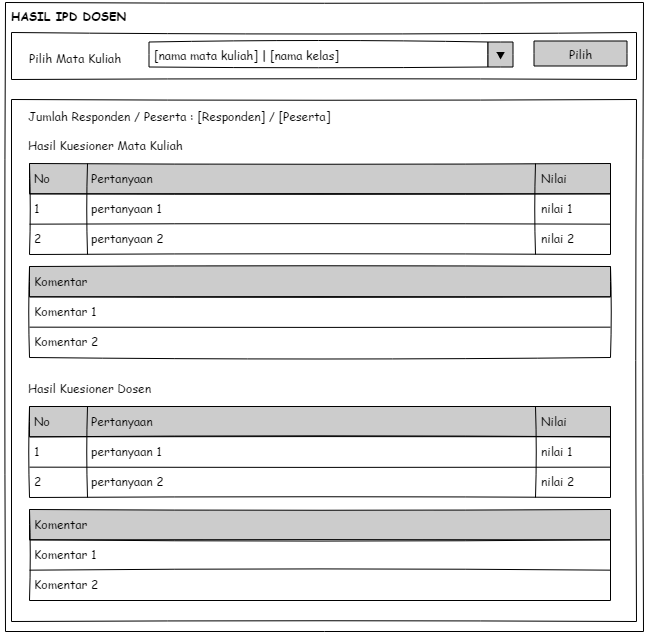 HASIL IPD DOSEN
Pilih Mata Kuliah [nama mata kuliah] | [nama kelas] ▼ Pilih
Jumlah Responden / Peserta : [Responden] / [Peserta]
Hasil Kuesioner Mata Kuliah
No Pertanyaan Nilai
1 pertanyaan 1 nilai 1
2 pertanyaan 2 nilai 2
Komentar
Komentar 1
Komentar 2
Hasil Kuesioner Dosen
No Pertanyaan Nilai
1 pertanyaan 1 nilai 1
2 pertanyaan 2 nilai 2
Komentar
Komentar 1
Komentar 2